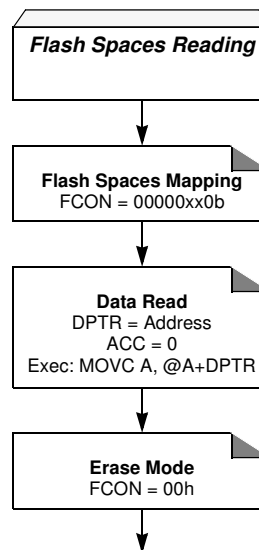 Flash Spaces Reading
Flash Spaces Mapping
FCON = 00000xx0b
Data Read
DPTR = Address
ACC = 0
Exec: MOVC A, @A+DPTR
Erase Mode
FCON = 00h